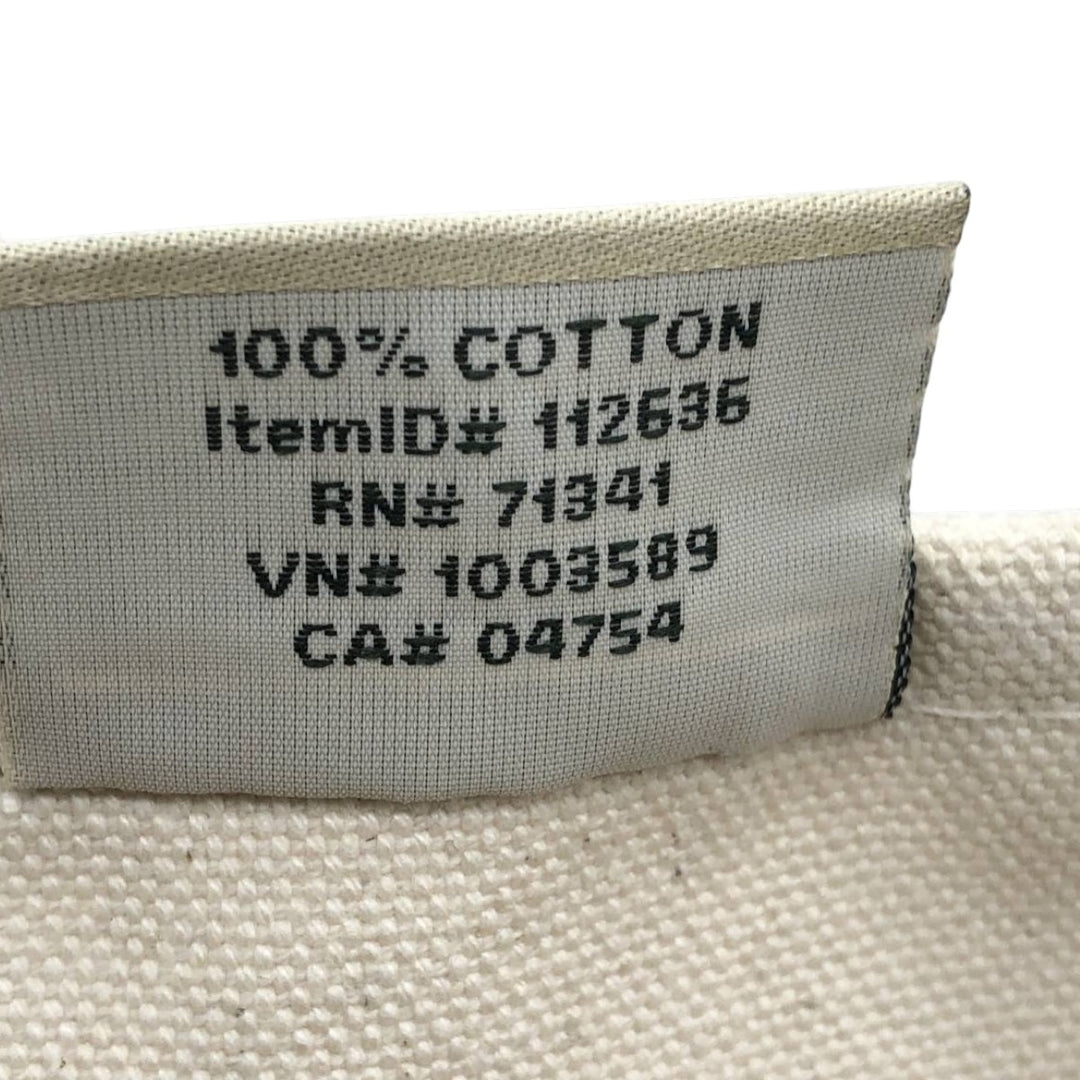 100% COTTON
ItemID# 112636
RN# 71341
VN# 1003589
CA# 04754